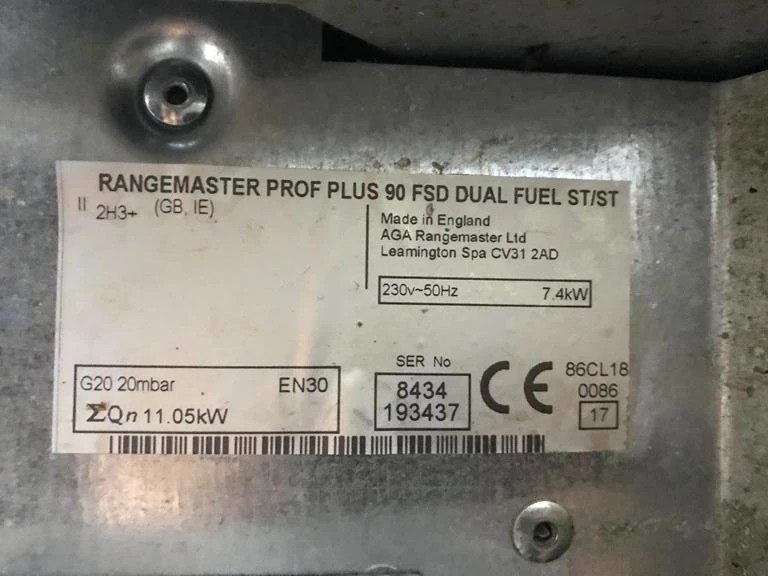 RANGEMASTER PROF PLUS 90 FSD DUAL FUEL ST/ST
II 2H3+ (GB, IE)
Made in England
AGA Rangemaster Ltd
Leamington Spa CV31 2AD
230v~50Hz 7.4kW
G20 20mbar EN30
ΣQn 11.05kW
SER No
8434
193437
CE
86CL18
0086
17